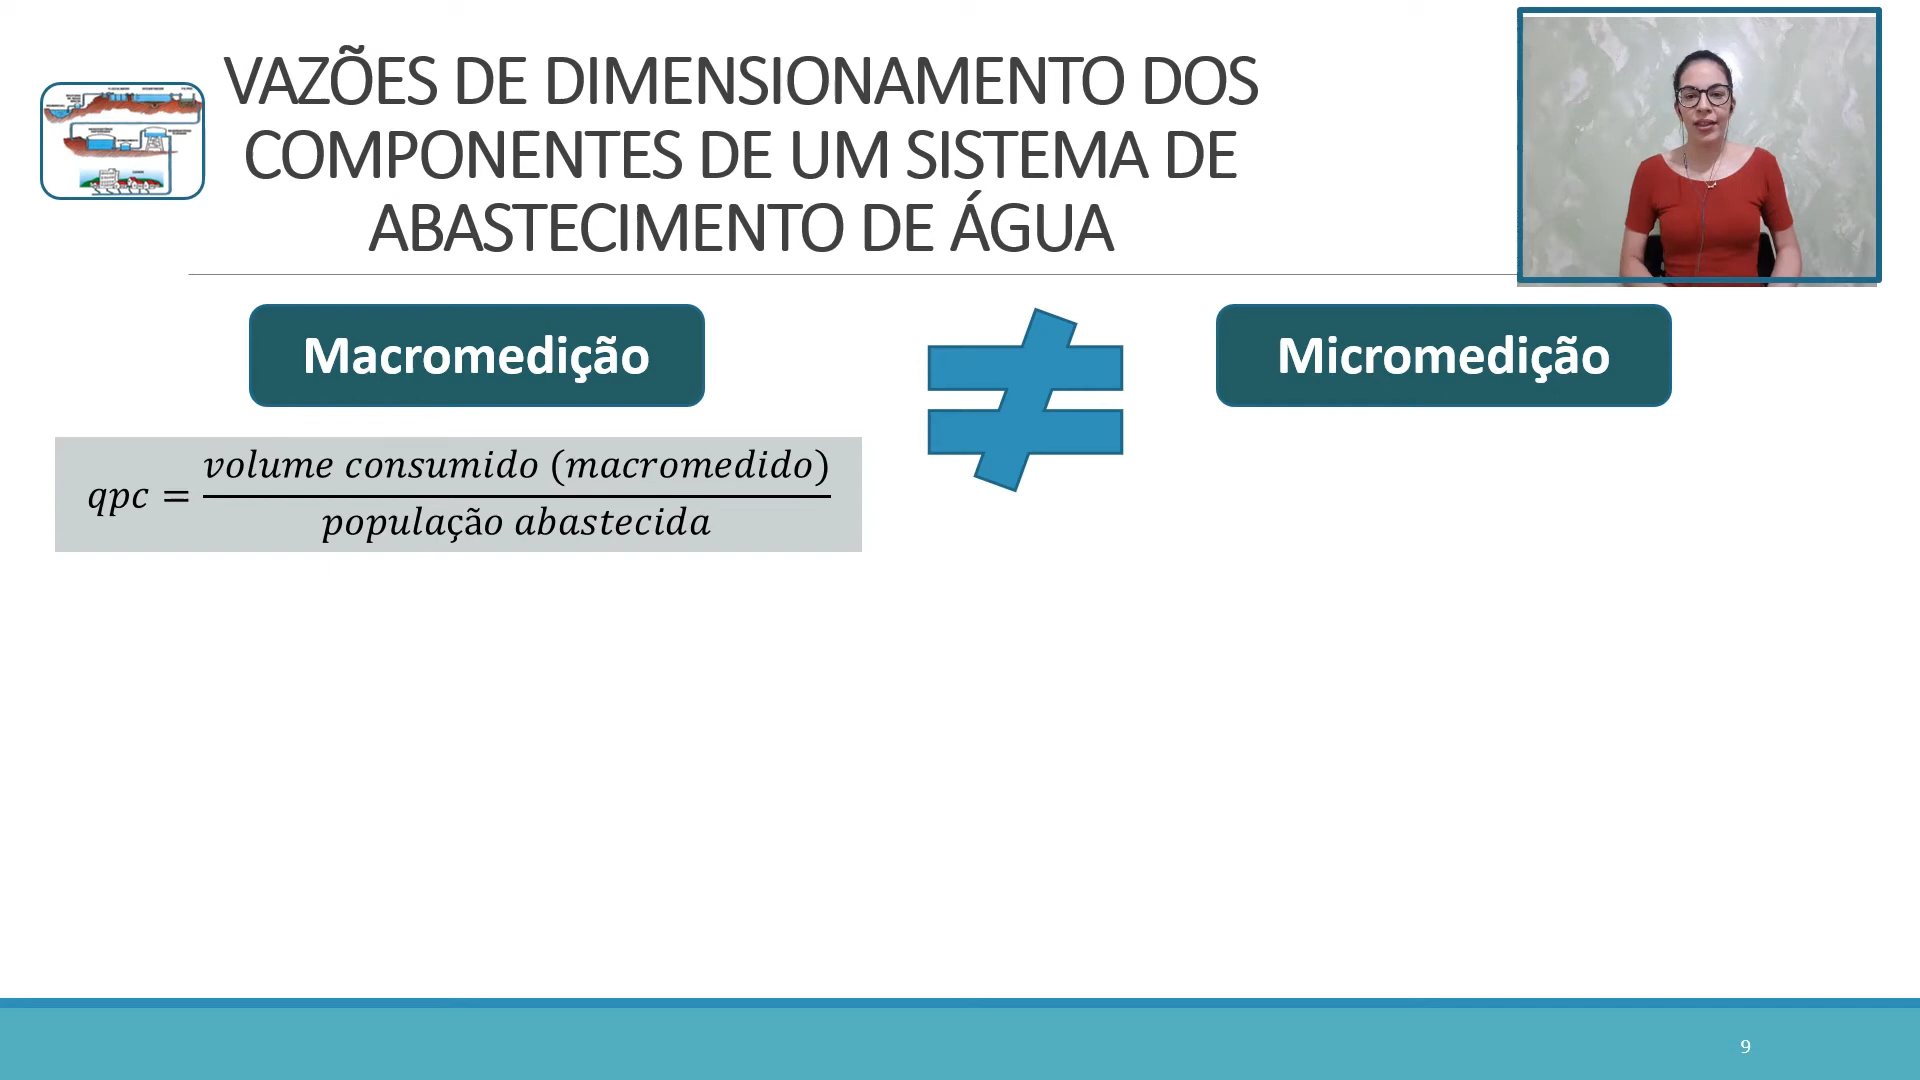 VAZÕES DE DIMENSIONAMENTO DOS
COMPONENTES DE UM SISTEMA DE
ABASTECIMENTO DE ÁGUA
Macromedição
Micromedição
qpc = volume consumido (macromedido)
população abastecida
9